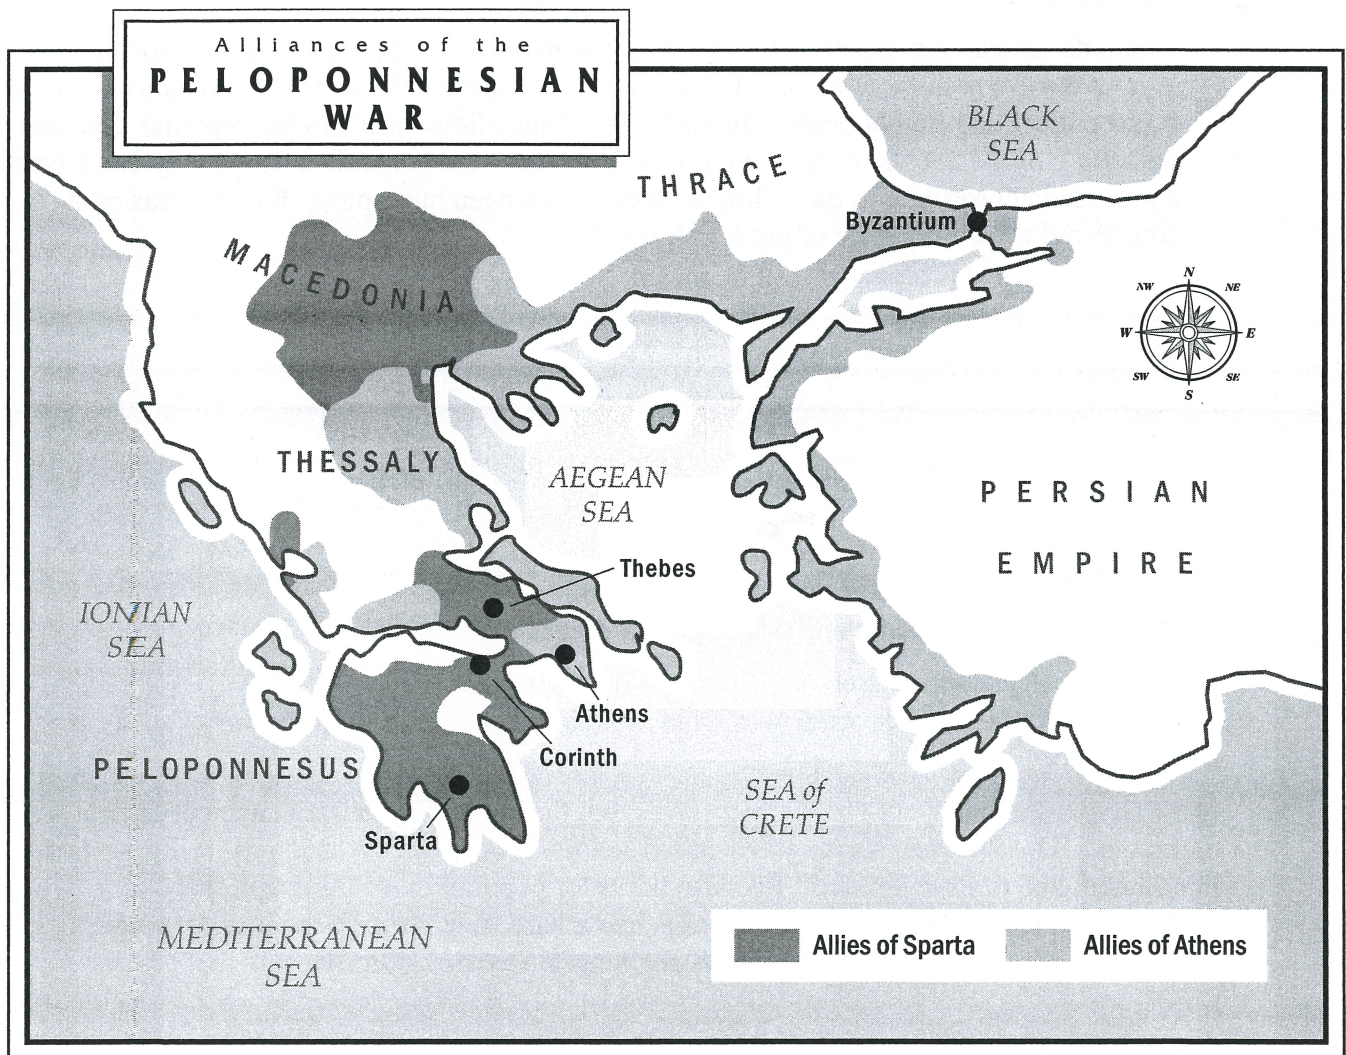 Alliances of the
PELOPONNESIAN
WAR
BLACK
SEA
THRACE
Byzantium
MACEDONIA
N
NW
NE
W
E
SW
SE
S
THESSALY
AEGEAN
SEA
PERSIAN
EMPIRE
Thebes
IONIAN
SEA
Athens
Corinth
PELOPONNESUS
Sparta
SEA of
CRETE
MEDITERRANEAN
SEA
Allies of Sparta
Allies of Athens